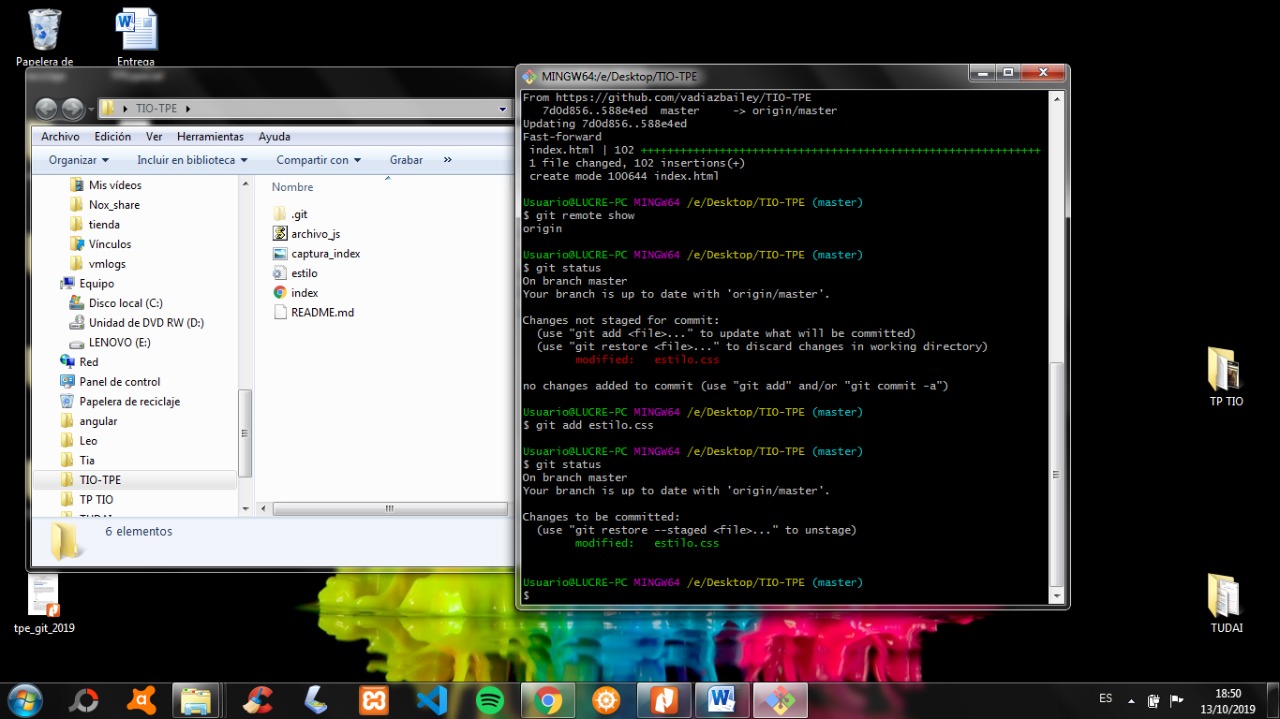 Papelera de
Entrega
TIO-TPE
Archivo Edición Ver Herramientas Ayuda
Organizar Incluir en biblioteca Compartir con Grabar »
Mis vídeos
Nox_share
tienda
Vínculos
vmlogs
Equipo
Disco local (C:)
Unidad de DVD RW (D:)
LENOVO (E:)
Red
Panel de control
Papelera de reciclaje
angular
Leo
Tia
TIO-TPE
TP TIO
Nombre
.git
archivo_js
captura_index
estilo
index
README.md
6 elementos
MINGW64:/e/Desktop/TIO-TPE
From https://github.com/vadiazbailey/TIO-TPE
7d0d856..588e4ed master -> origin/master
Updating 7d0d856..588e4ed
Fast-forward
index.html | 102 +++++++++++++++++++++++++++++++++++++++++++++++++++++++++++++
1 file changed, 102 insertions(+)
create mode 100644 index.html
Usuario@LUCRE-PC MINGW64 /e/Desktop/TIO-TPE (master)
$ git remote show
origin
Usuario@LUCRE-PC MINGW64 /e/Desktop/TIO-TPE (master)
$ git status
On branch master
Your branch is up to date with 'origin/master'.
Changes not staged for commit:
(use "git add <file>..." to update what will be committed)
(use "git restore <file>..." to discard changes in working directory)
modified: estilo.css
no changes added to commit (use "git add" and/or "git commit -a")
Usuario@LUCRE-PC MINGW64 /e/Desktop/TIO-TPE (master)
$ git add estilo.css
Usuario@LUCRE-PC MINGW64 /e/Desktop/TIO-TPE (master)
$ git status
On branch master
Your branch is up to date with 'origin/master'.
Changes to be committed:
(use "git restore --staged <file>..." to unstage)
modified: estilo.css
Usuario@LUCRE-PC MINGW64 /e/Desktop/TIO-TPE (master)
$
TP TIO
TUDAI
tpe_git_2019
ES
18:50
13/10/2019